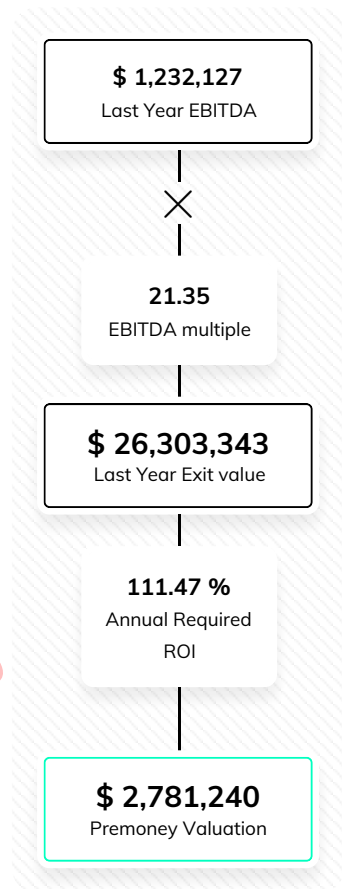 $ 1,232,127
Last Year EBITDA
21.35
EBITDA multiple
$ 26,303,343
Last Year Exit value
111.47 %
Annual Required
ROI
$ 2,781,240
Premoney Valuation